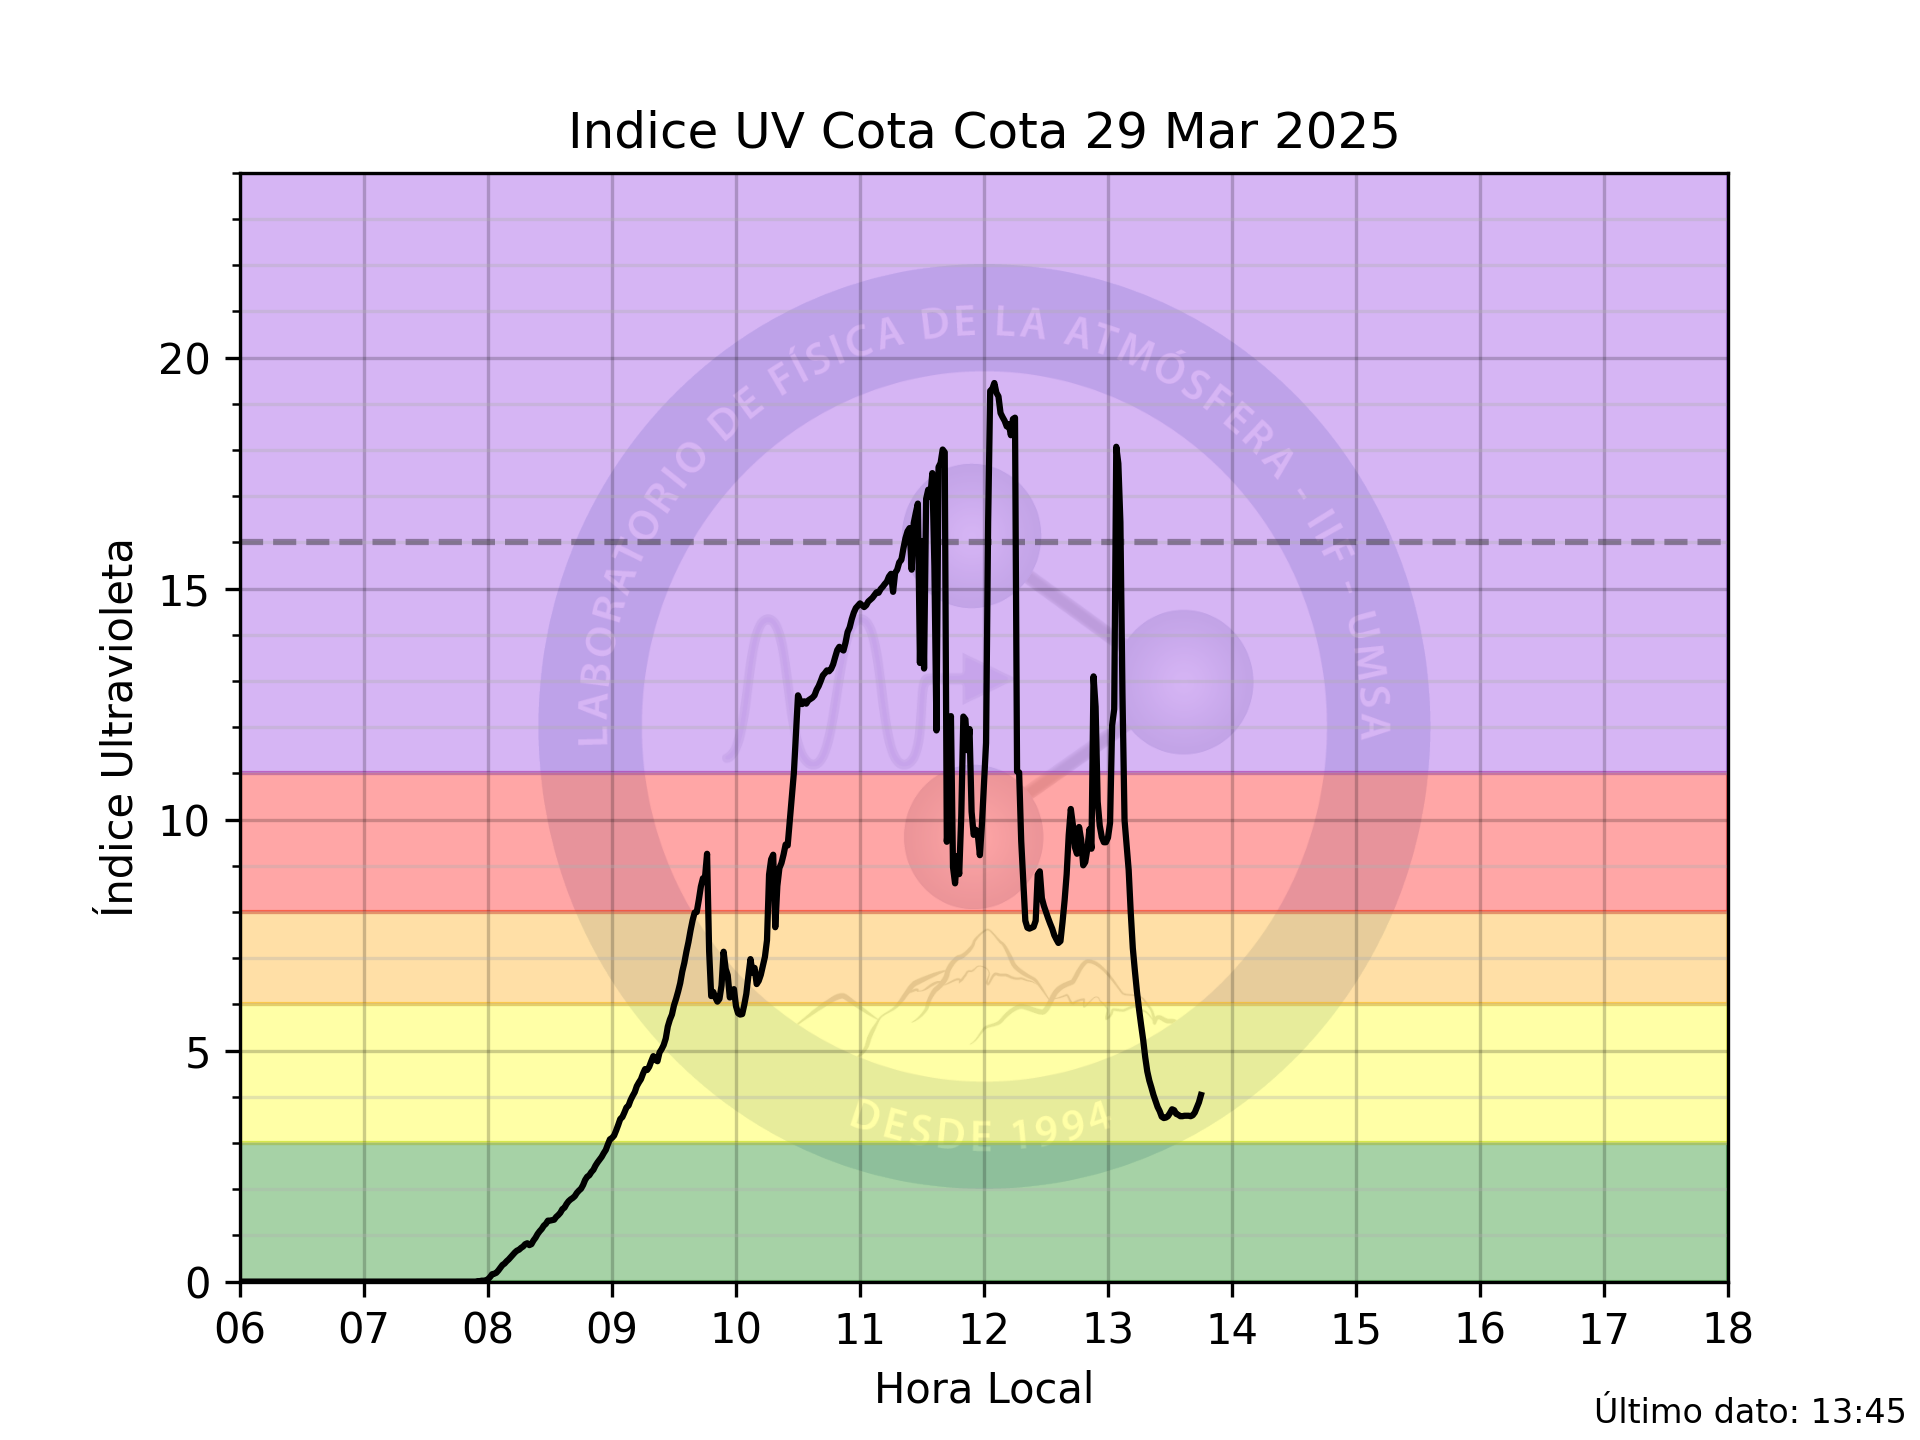 Indice UV Cota Cota 29 Mar 2025
Índice Ultravioleta
20
15
10
5
0
LABORATORIO DE FÍSICA DE LA ATMÓSFERA - IIF - UMSA
DESDE 1994
06 07 08 09 10 11 12 13 14 15 16 17 18
Hora Local
Último dato: 13:45